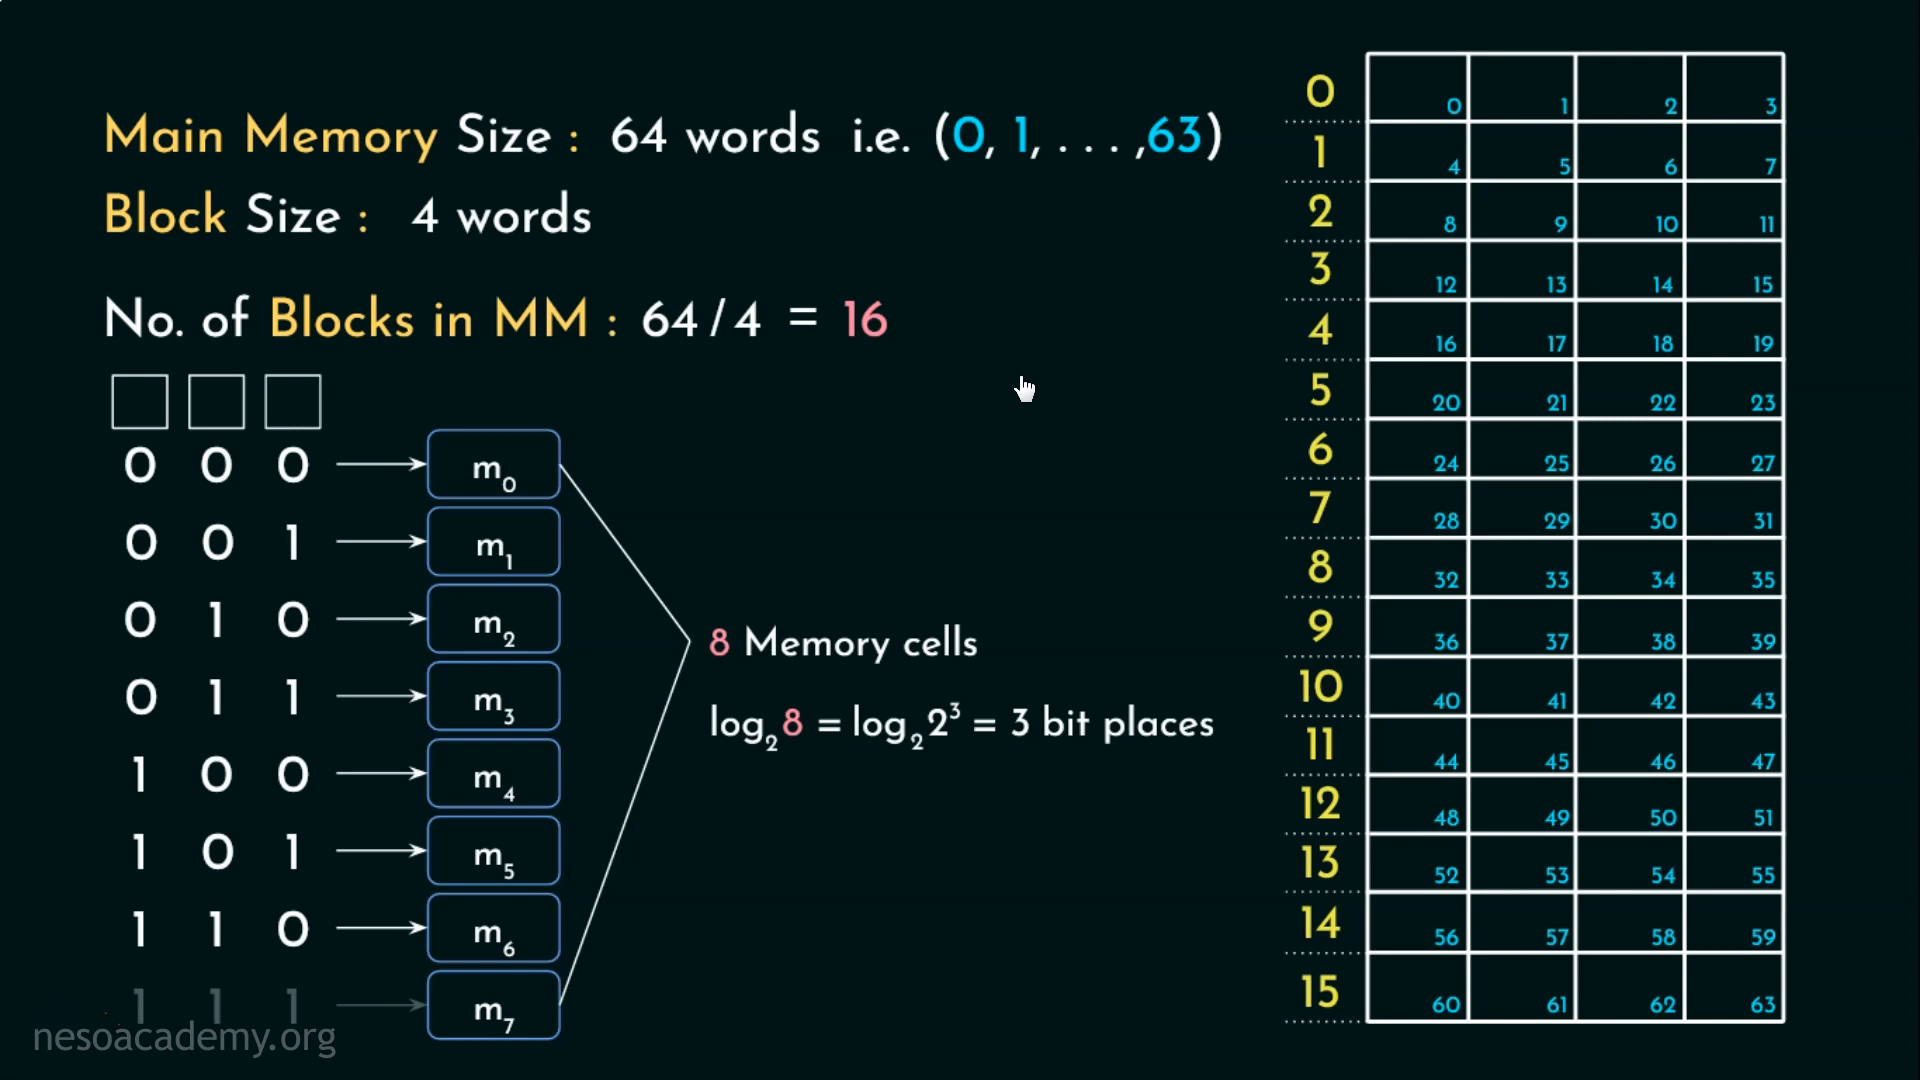 Main Memory Size : 64 words i.e. (0, 1, . . . ,63)
Block Size : 4 words
No. of Blocks in MM : 64/4 = 16
0 0 0 m0
0 0 1 m1
0 1 0 m2
0 1 1 m3
1 0 0 m4
1 0 1 m5
1 1 0 m6
1 1 1 m7
8 Memory cells
log₂8 = log₂2³ = 3 bit places
0 0 1 2 3
1 4 5 6 7
2 8 9 10 11
3 12 13 14 15
4 16 17 18 19
5 20 21 22 23
6 24 25 26 27
7 28 29 30 31
8 32 33 34 35
9 36 37 38 39
10 40 41 42 43
11 44 45 46 47
12 48 49 50 51
13 52 53 54 55
14 56 57 58 59
15 60 61 62 63
nesoacademy.org